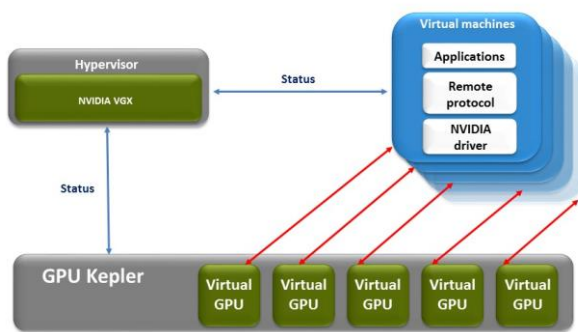 Virtual machines
Applications
Remote
protocol
NVIDIA
driver
Hypervisor
NVIDIA VGX
Status
Status
GPU Kepler
Virtual
GPU
Virtual
GPU
Virtual
GPU
Virtual
GPU
Virtual
GPU